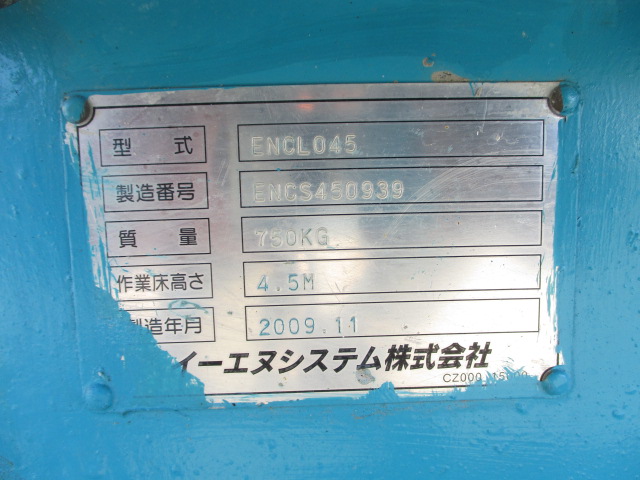 型式 ENCL045
製造番号 ENCS450939
質量 750KG
作業床高さ 4.5M
製造年月 2009.11
イーエヌシステム株式会社
CZ000